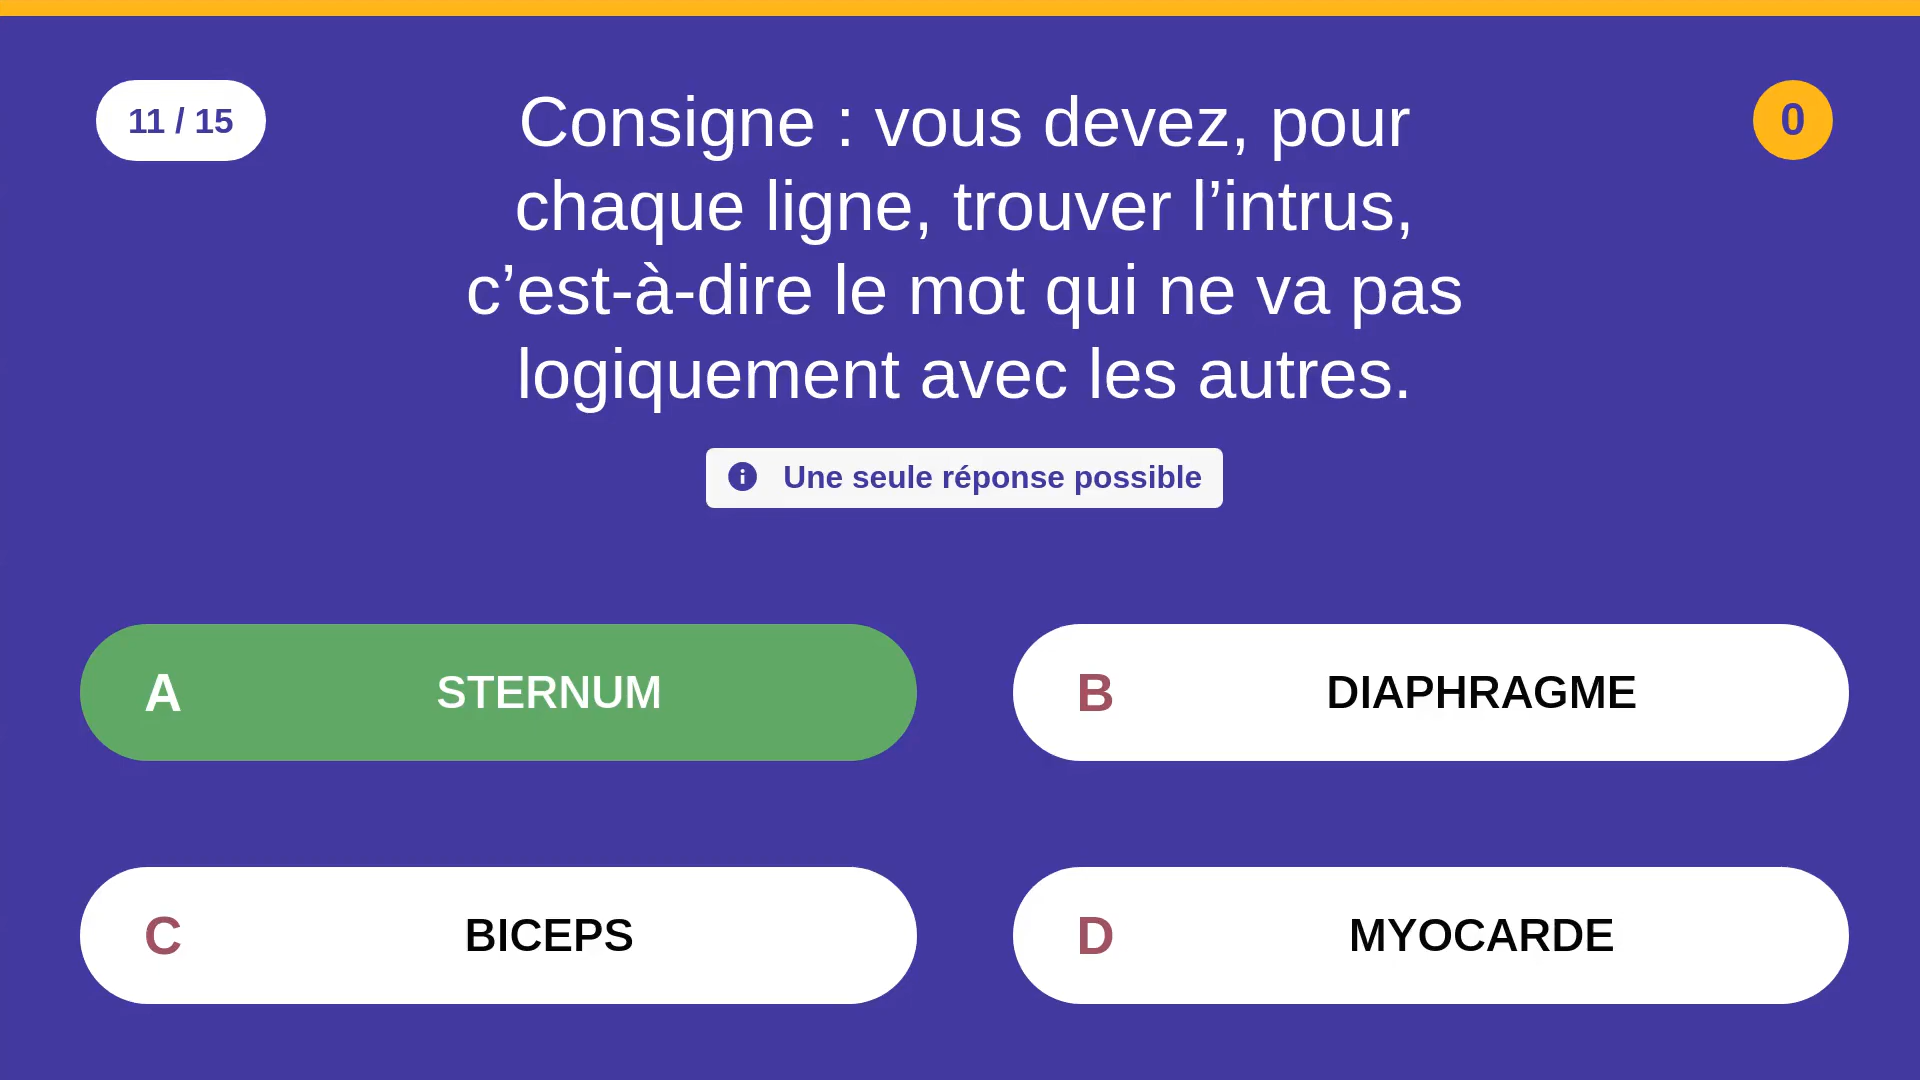 11 / 15
Consigne : vous devez, pour
chaque ligne, trouver l’intrus,
c’est-à-dire le mot qui ne va pas
logiquement avec les autres.
0
Une seule réponse possible
A STERNUM
B DIAPHRAGME
C BICEPS
D MYOCARDE